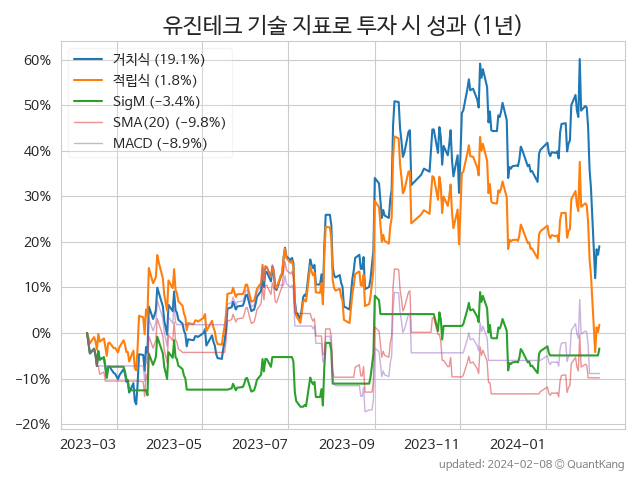 유진테크 기술 지표로 투자 시 성과 (1년)
60%
50%
40%
30%
20%
10%
0%
−10%
−20%
거치식 (19.1%)
적립식 (1.8%)
SigM (−3.4%)
SMA(20) (−9.8%)
MACD (−8.9%)
2023-03 2023-05 2023-07 2023-09 2023-11 2024-01
updated: 2024-02-08 © QuantKang